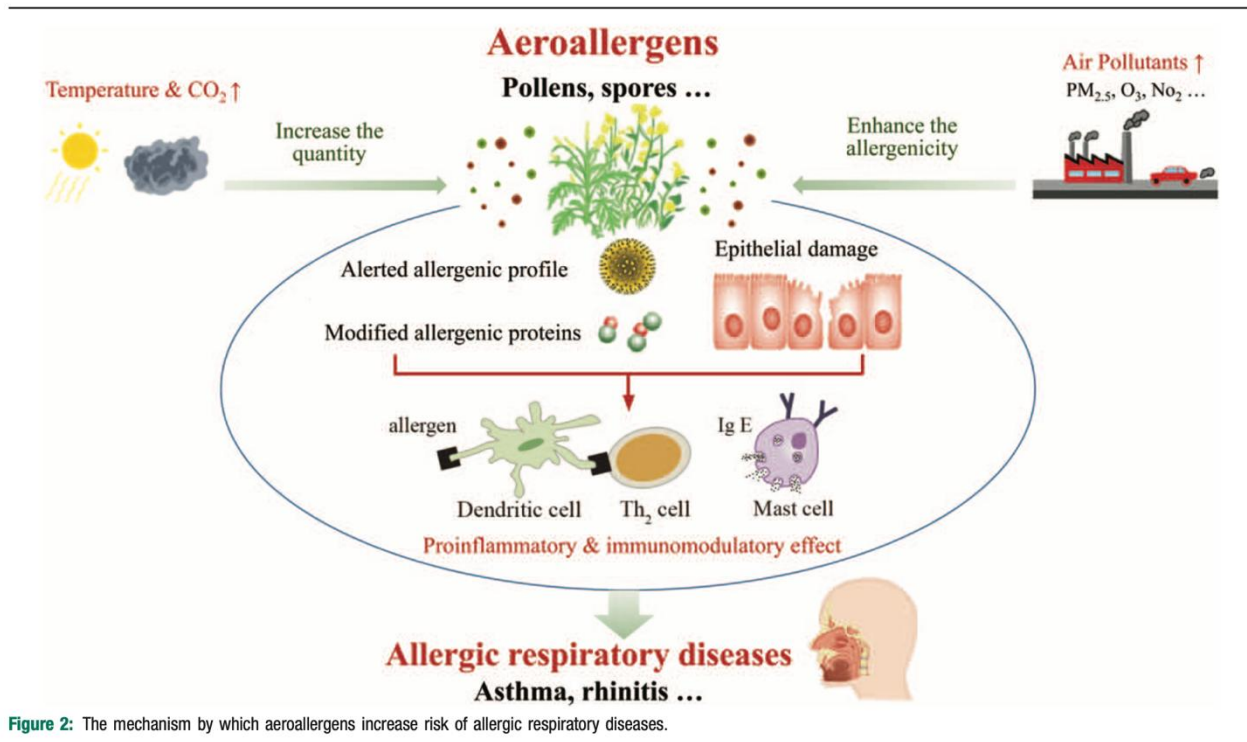 Aeroallergens
Pollens, spores ...
Temperature & CO₂↑
Air Pollutants ↑
PM₂.₅, O₃, No₂ ...
Increase the
quantity
Enhance the
allergenicity
Alerted allergenic profile
Epithelial damage
Modified allergenic proteins
allergen
Ig E
Dendritic cell
Th₂ cell
Mast cell
Proinflammatory & immunomodulatory effect
Allergic respiratory diseases
Asthma, rhinitis ...
Figure 2: The mechanism by which aeroallergens increase risk of allergic respiratory diseases.